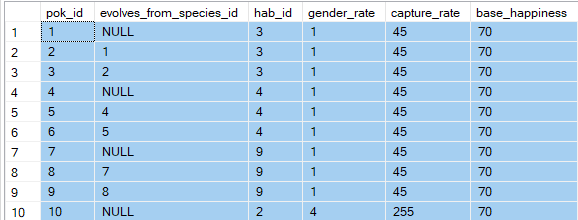 pok_id evolves_from_species_id hab_id gender_rate capture_rate base_happiness
1 1 NULL 3 1 45 70
2 2 1 3 1 45 70
3 3 2 3 1 45 70
4 4 NULL 4 1 45 70
5 5 4 4 1 45 70
6 6 5 4 1 45 70
7 7 NULL 9 1 45 70
8 8 7 9 1 45 70
9 9 8 9 1 45 70
10 10 NULL 2 4 255 70